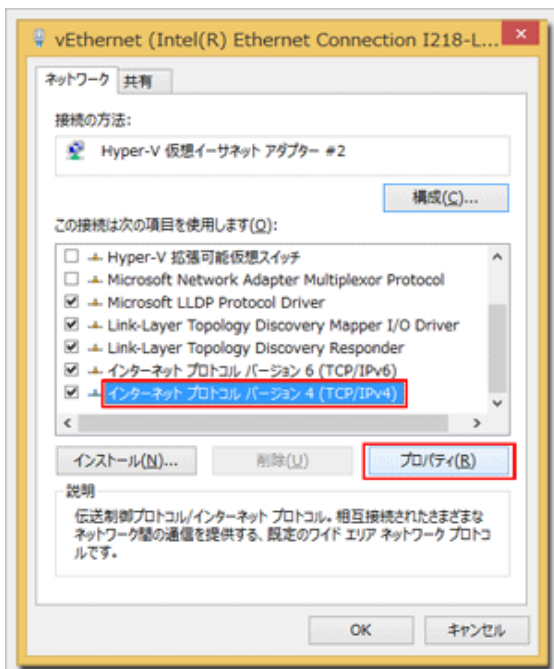 vEthernet (Intel(R) Ethernet Connection I218-L...
ネットワーク 共有
接続の方法:
Hyper-V 仮想イーサネット アダプター #2
構成(C)...
この接続は次の項目を使用します(O):
Hyper-V 拡張可能仮想スイッチ
Microsoft Network Adapter Multiplexor Protocol
Microsoft LLDP Protocol Driver
Link-Layer Topology Discovery Mapper I/O Driver
Link-Layer Topology Discovery Responder
インターネット プロトコル バージョン 6 (TCP/IPv6)
インターネット プロトコル バージョン 4 (TCP/IPv4)
インストール(N)... 削除(U) プロパティ(R)
説明
伝送制御プロトコル/インターネット プロトコル。相互接続されたさまざまな
ネットワーク間の通信を提供する、既定のワイド エリア ネットワーク プロトコ
ルです。
OK キャンセル